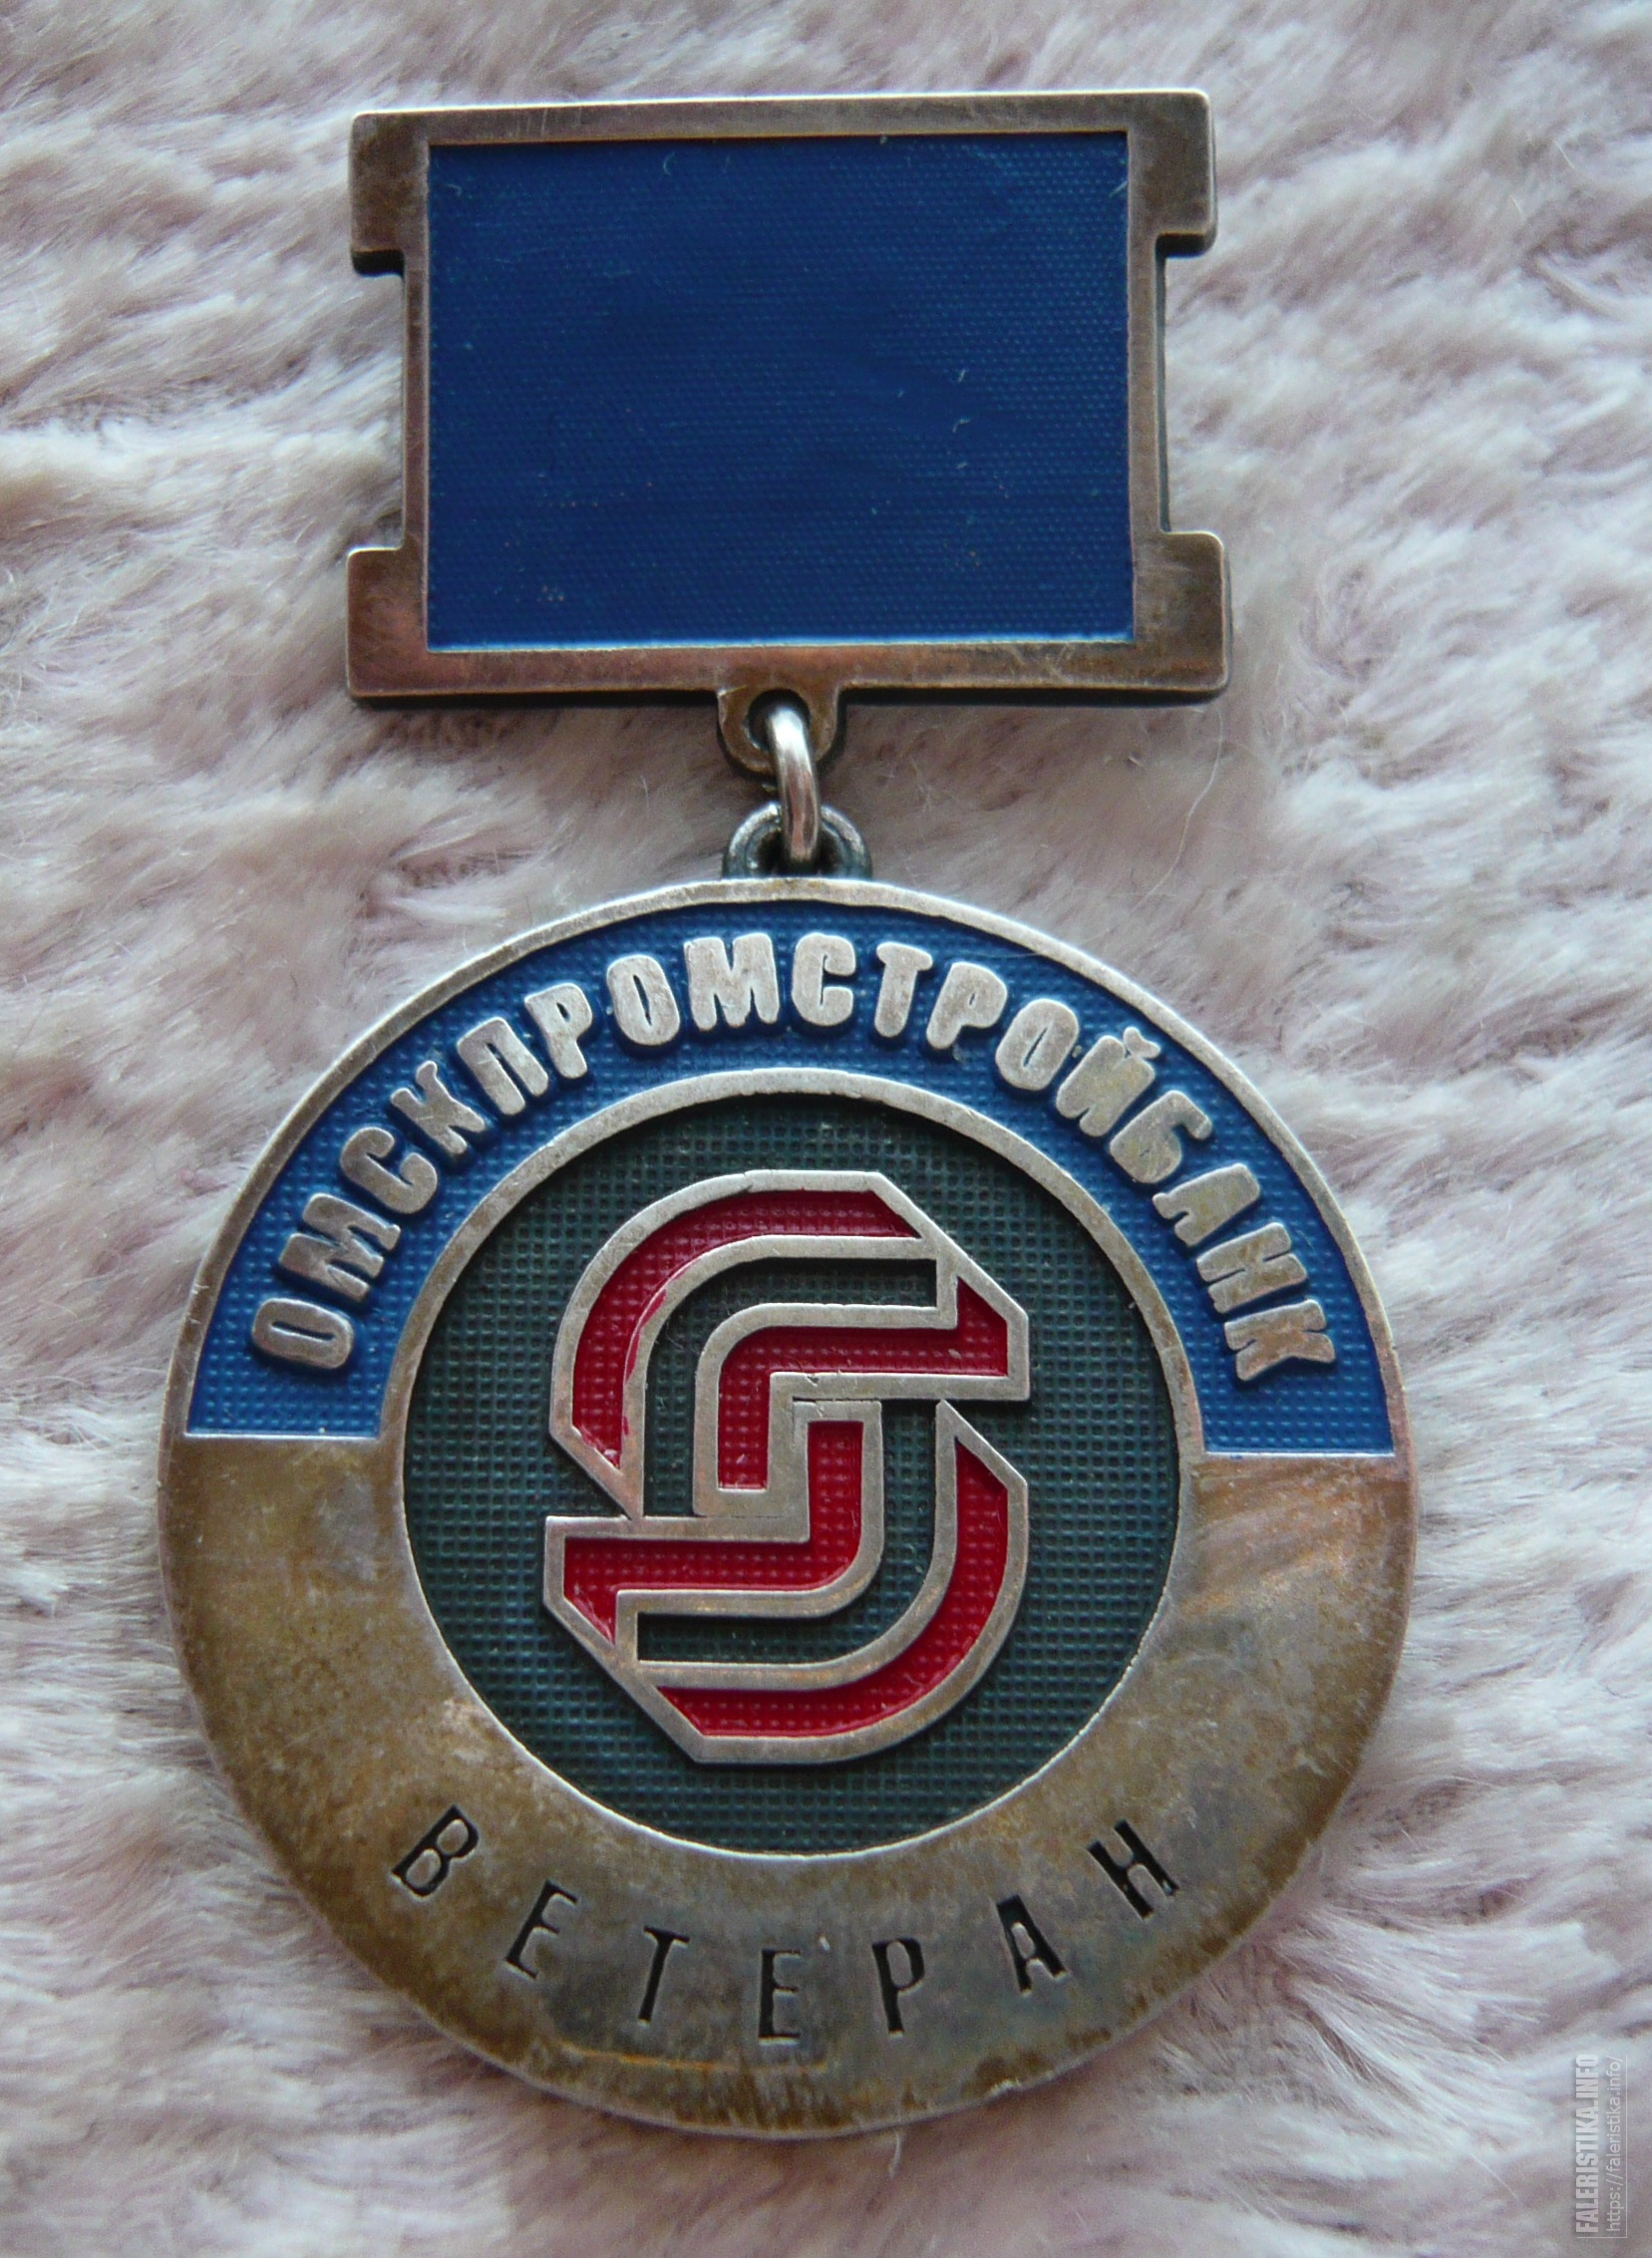 ОМСКПРОМСТРОЙБАНК
ВЕТЕРАН
FALERISTIKA.INFO
https://faleristika.info/